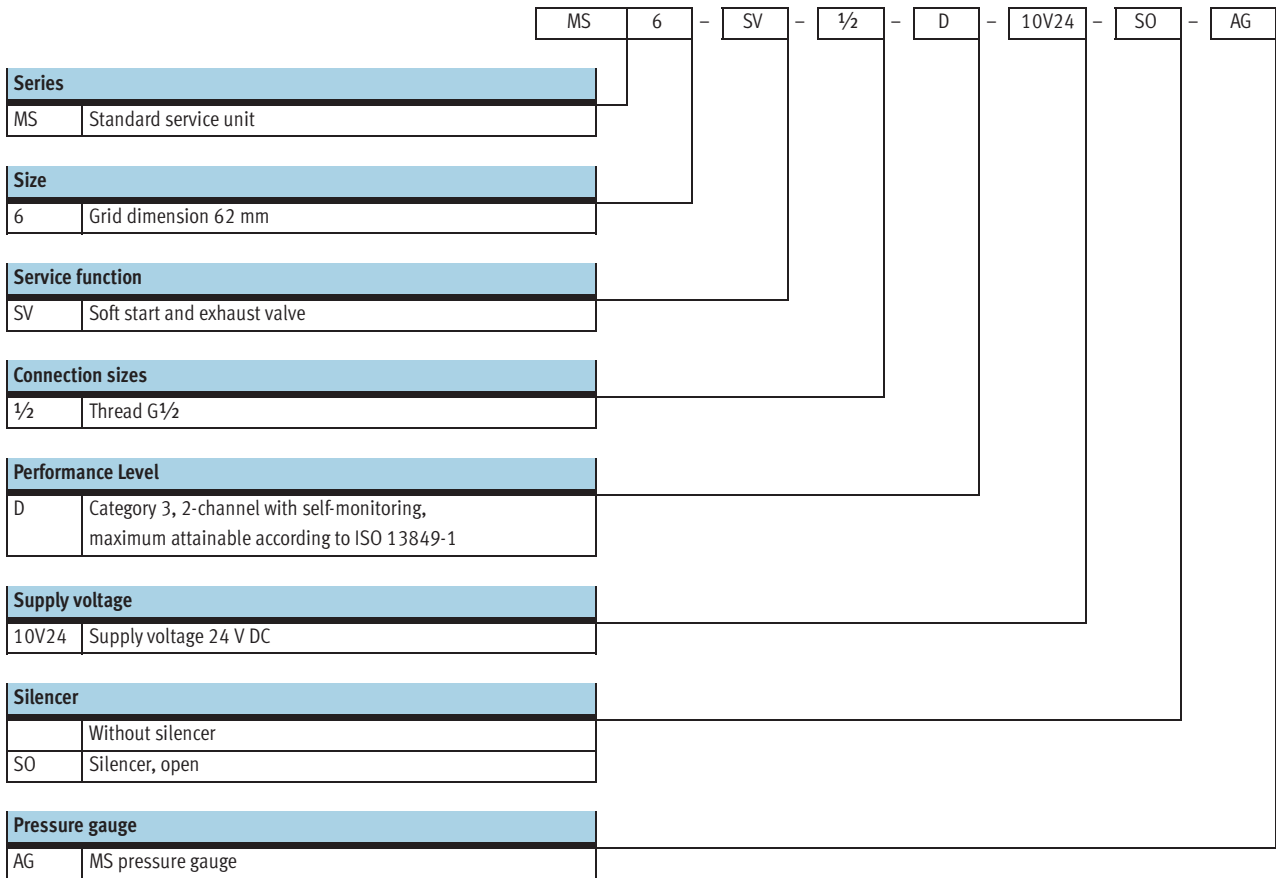 MS 6 – SV – ½ – D – 10V24 – SO – AG
Series
MS Standard service unit
Size
6 Grid dimension 62 mm
Service function
SV Soft start and exhaust valve
Connection sizes
½ Thread G½
Performance Level
D Category 3, 2-channel with self-monitoring,
maximum attainable according to ISO 13849-1
Supply voltage
10V24 Supply voltage 24 V DC
Silencer
Without silencer
SO Silencer, open
Pressure gauge
AG MS pressure gauge